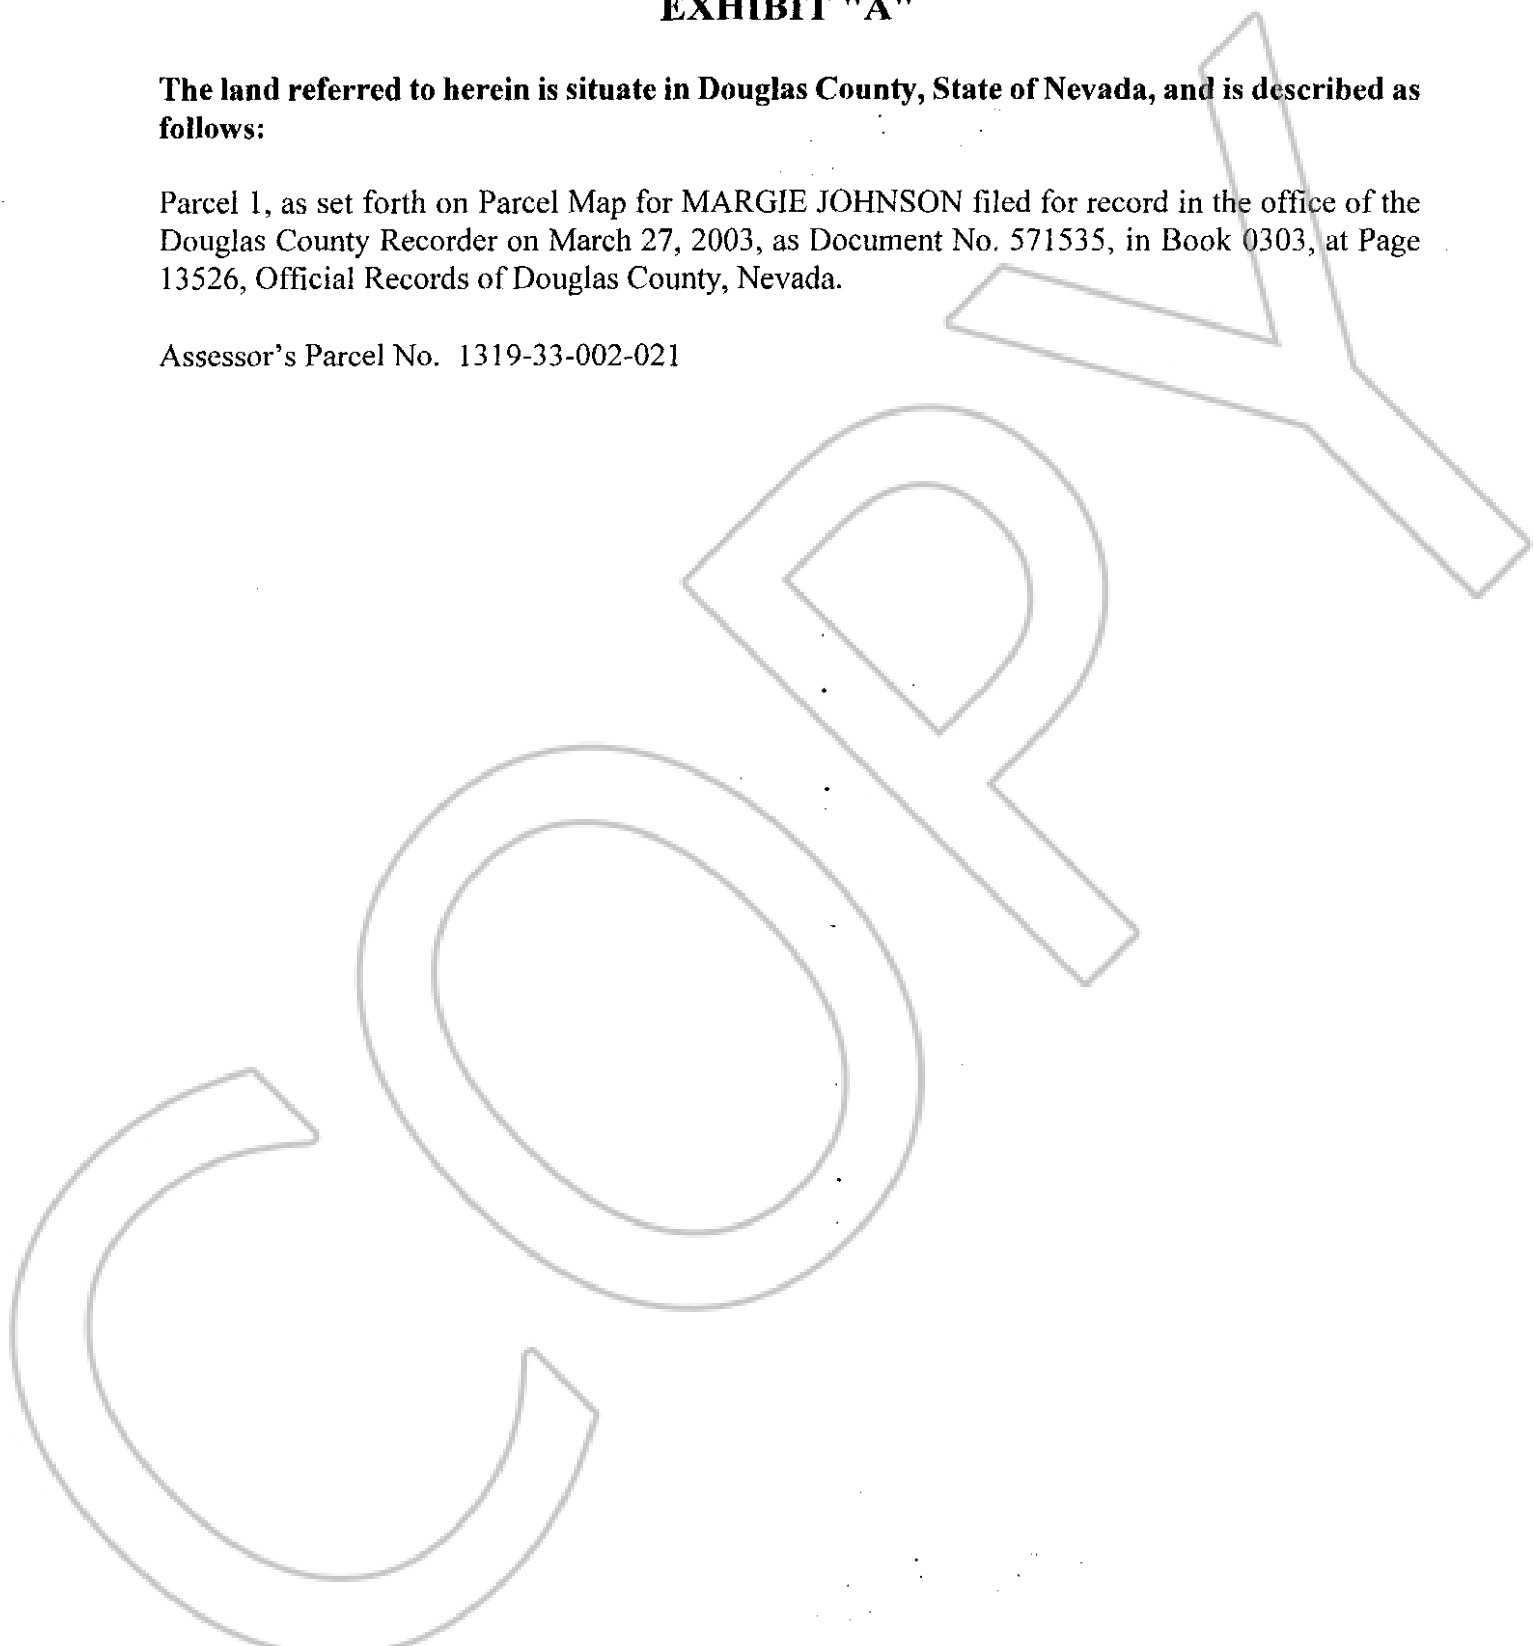 EXHIBIT "A"
The land referred to herein is situate in Douglas County, State of Nevada, and is described as
follows:
Parcel 1, as set forth on Parcel Map for MARGIE JOHNSON filed for record in the office of the
Douglas County Recorder on March 27, 2003, as Document No. 571535, in Book 0303, at Page
13526, Official Records of Douglas County, Nevada.
Assessor's Parcel No. 1319-33-002-021
COPY